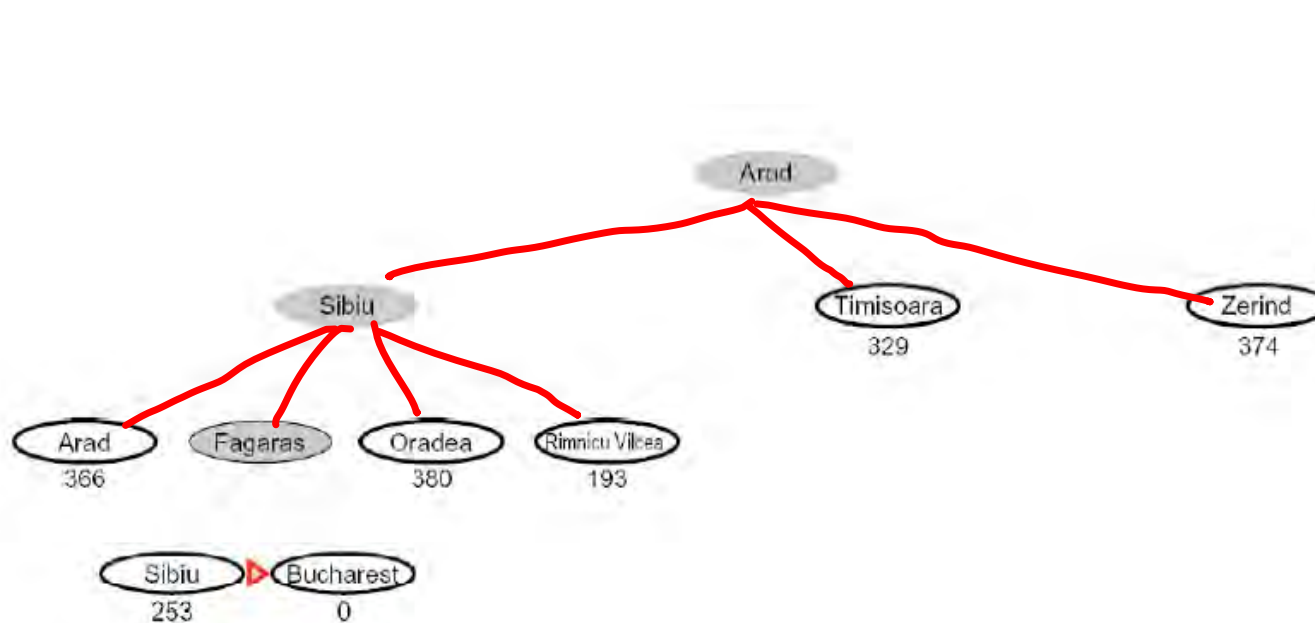 Arad
Sibiu Timisoara Zerind
329 374
Arad Fagaras Oradea Rimnicu Vilcea
366 380 193
Sibiu Bucharest
253 0